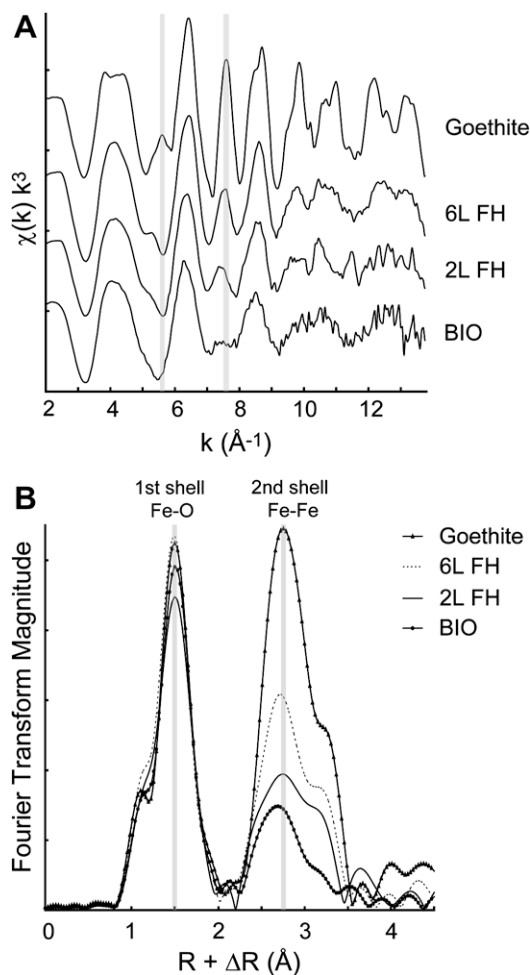 A
χ(k) k³
Goethite
6L FH
2L FH
BIO
2 4 6 8 10 12
k (Å⁻¹)
B
1st shell
Fe-O
2nd shell
Fe-Fe
Goethite
6L FH
2L FH
BIO
Fourier Transform Magnitude
0 1 2 3 4
R + ΔR (Å)